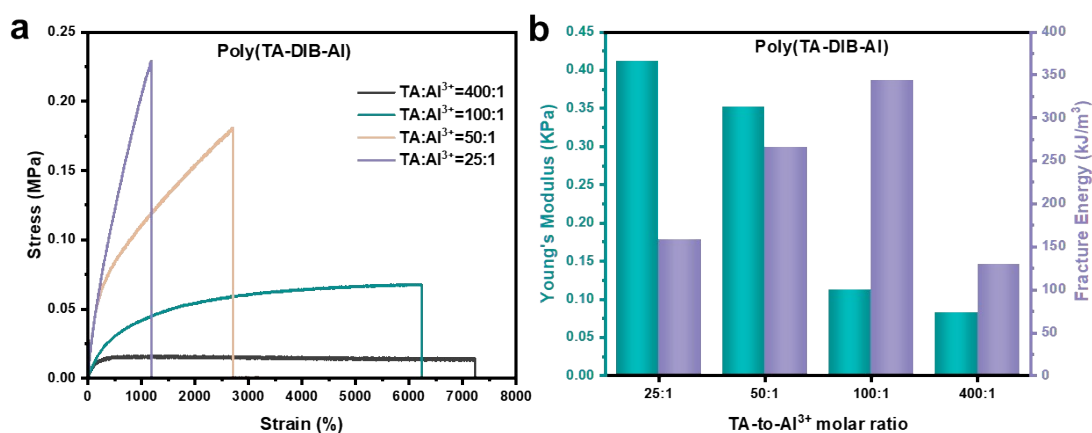 a
Poly(TA-DIB-Al)
TA:Al³⁺=400:1
TA:Al³⁺=100:1
TA:Al³⁺=50:1
TA:Al³⁺=25:1
Stress (MPa)
0.25
0.20
0.15
0.10
0.05
0.00
0 1000 2000 3000 4000 5000 6000 7000 8000
Strain (%)
b
Poly(TA-DIB-Al)
Young's Modulus (KPa)
0.45
0.40
0.35
0.30
0.25
0.20
0.15
0.10
0.05
0.00
400
350
300
250
200
150
100
50
0
Fracture Energy (kJ/m³)
25:1 50:1 100:1 400:1
TA-to-Al³⁺ molar ratio